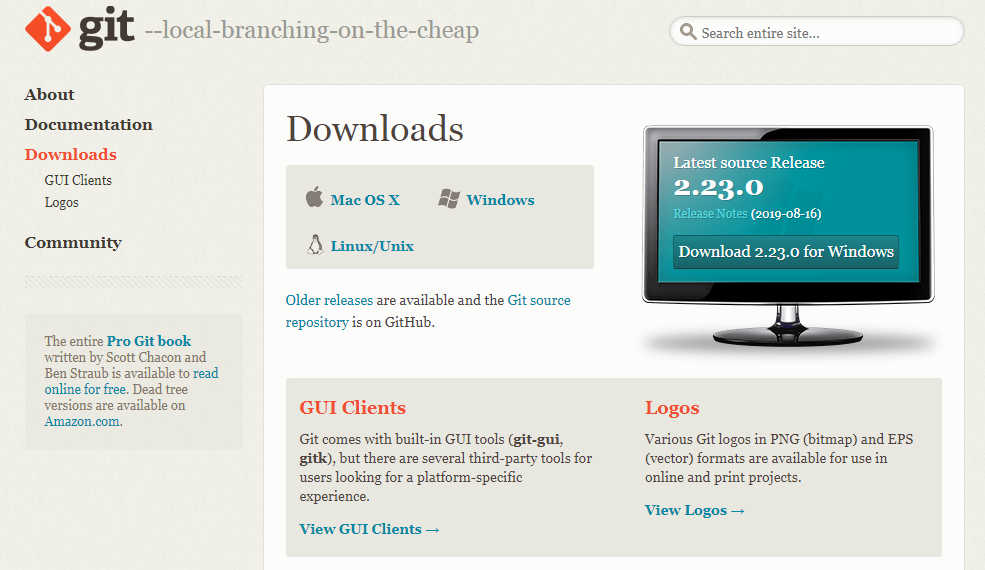 git --local-branching-on-the-cheap
Search entire site...
About
Documentation
Downloads
GUI Clients
Logos
Community
The entire Pro Git book
written by Scott Chacon and
Ben Straub is available to read
online for free. Dead tree
versions are available on
Amazon.com.
Downloads
Mac OS X
Windows
Linux/Unix
Older releases are available and the Git source
repository is on GitHub.
Latest source Release
2.23.0
Release Notes (2019-08-16)
Download 2.23.0 for Windows
GUI Clients
Git comes with built-in GUI tools (git-gui,
gitk), but there are several third-party tools for
users looking for a platform-specific
experience.
View GUI Clients →
Logos
Various Git logos in PNG (bitmap) and EPS
(vector) formats are available for use in
online and print projects.
View Logos →